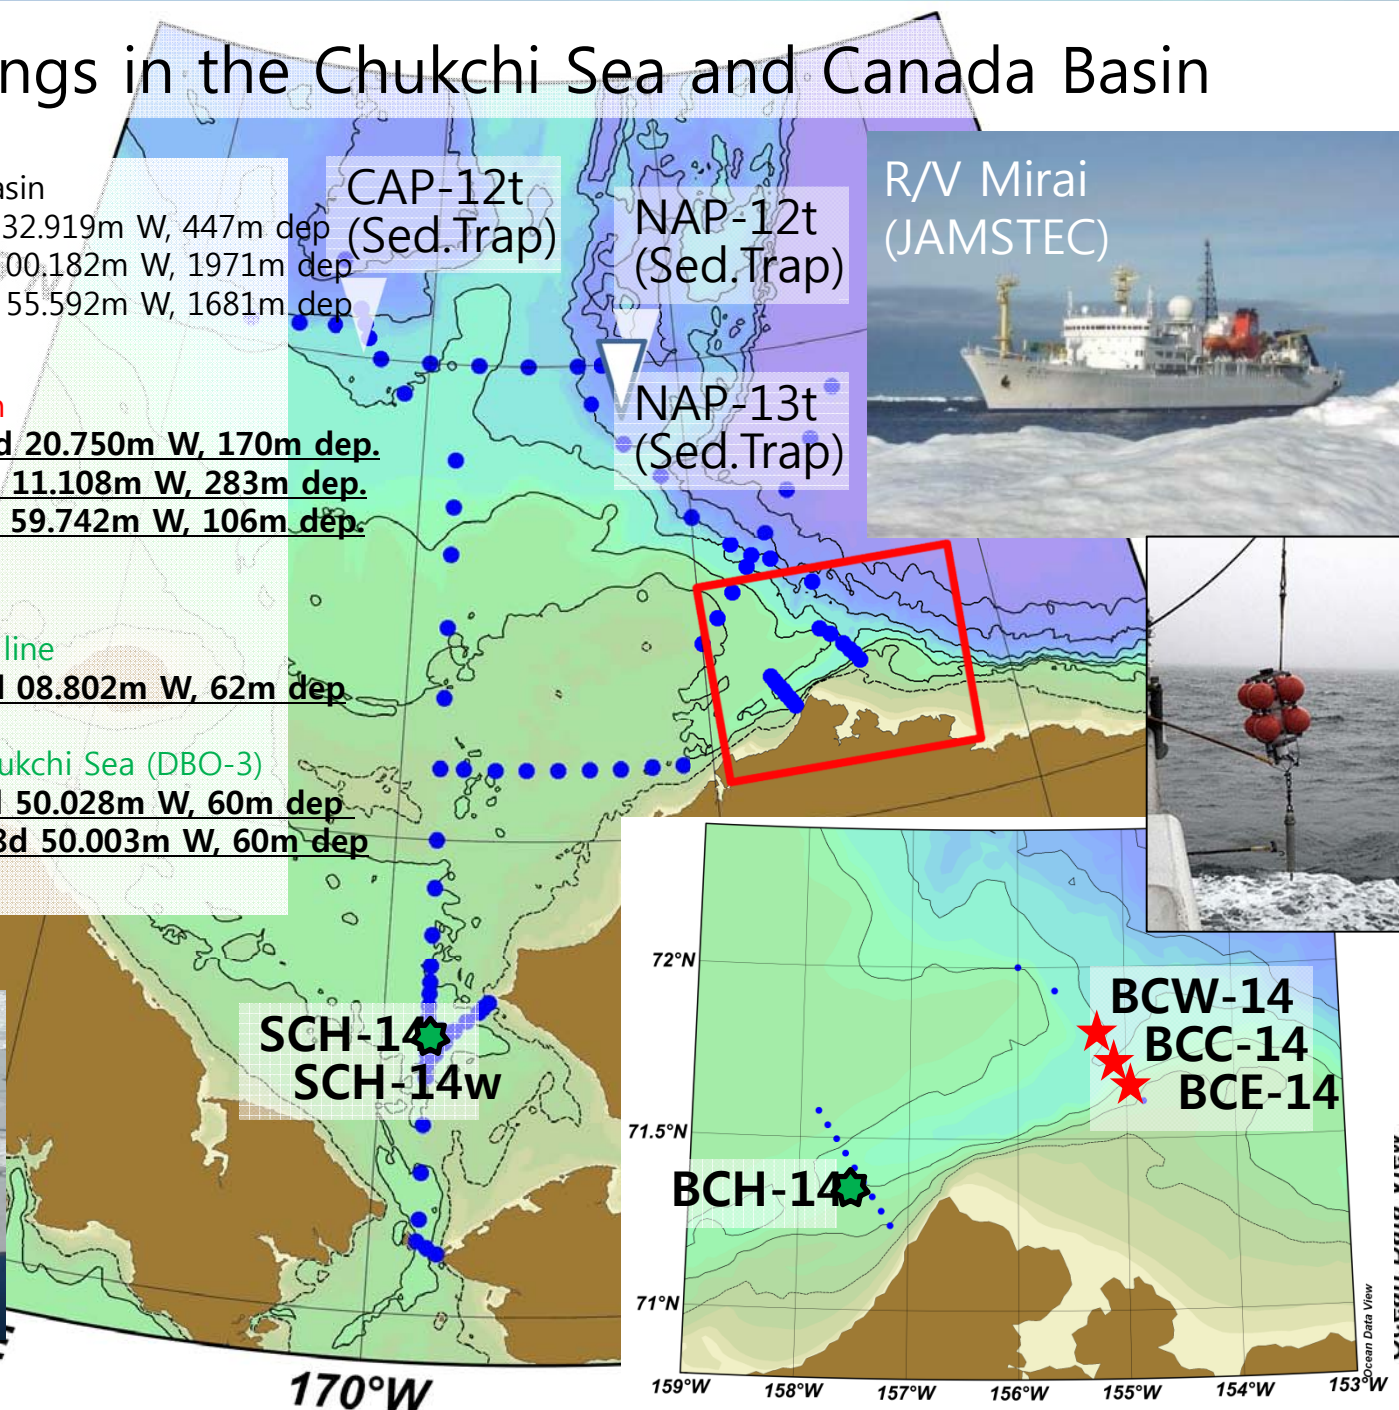 ngs in the Chukchi Sea and Canada Basin
asin
32.919m W, 447m dep
00.182m W, 1971m dep
55.592m W, 1681m dep
d 20.750m W, 170m dep.
11.108m W, 283m dep.
59.742m W, 106m dep.
line
08.802m W, 62m dep
ukchi Sea (DBO-3)
50.028m W, 60m dep
3d 50.003m W, 60m dep
CAP-12t
(Sed.Trap)
NAP-12t
(Sed.Trap)
NAP-13t
(Sed.Trap)
R/V Mirai
(JAMSTEC)
SCH-14
SCH-14w
170°W
72°N
71.5°N
71°N
BCW-14
BCC-14
BCE-14
BCH-14
159°W
158°W
157°W
156°W
155°W
154°W
153°W
Ocean Data View